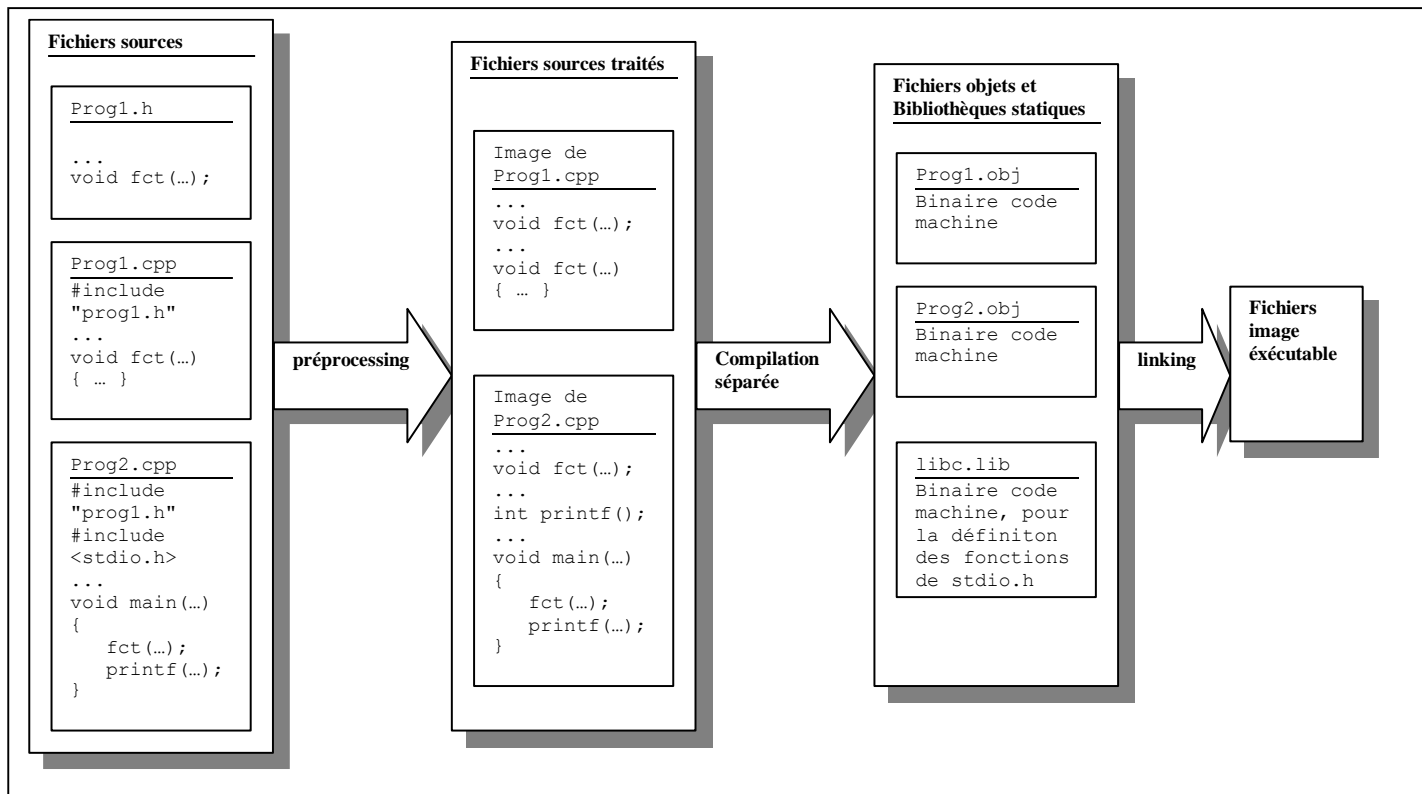 Fichiers sources
Prog1.h
...
void fct(…);
Prog1.cpp
#include
"prog1.h"
...
void fct(…)
{ … }
Prog2.cpp
#include
"prog1.h"
#include
<stdio.h>
...
void main(…)
{
fct(…);
printf(…);
}
préprocessing
Fichiers sources traités
Image de
Prog1.cpp
...
void fct(…);
...
void fct(…)
{ … }
Image de
Prog2.cpp
...
void fct(…);
...
int printf();
...
void main(…)
{
fct(…);
printf(…);
}
Compilation
séparée
Fichiers objets et
Bibliothèques statiques
Prog1.obj
Binaire code
machine
Prog2.obj
Binaire code
machine
libc.lib
Binaire code
machine, pour
la définiton
des fonctions
de stdio.h
linking
Fichiers
image
éxécutable